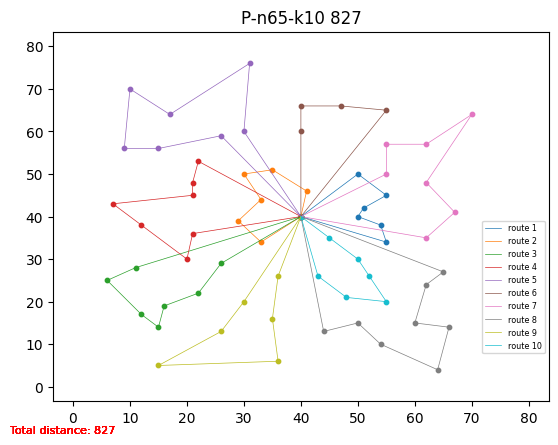 P-n65-k10 827
80
70
60
50
40
30
20
10
0
0 10 20 30 40 50 60 70 80
route 1
route 2
route 3
route 4
route 5
route 6
route 7
route 8
route 9
route 10
Total distance: 827